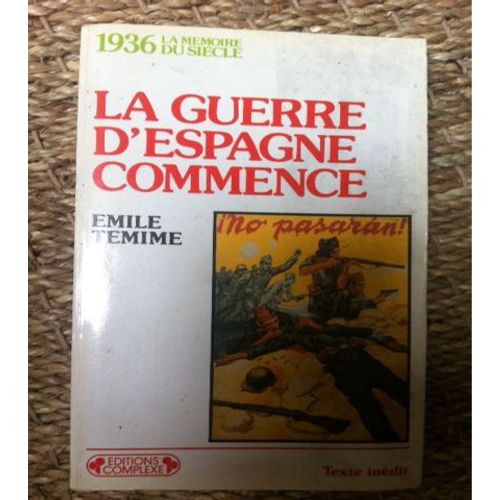 1936 LA MEMOIRE
DU SIECLE
LA GUERRE
D'ESPAGNE
COMMENCE
EMILE
TEMIME
¡No pasarán!
EDITIONS
COMPLEXE
Texte inédit